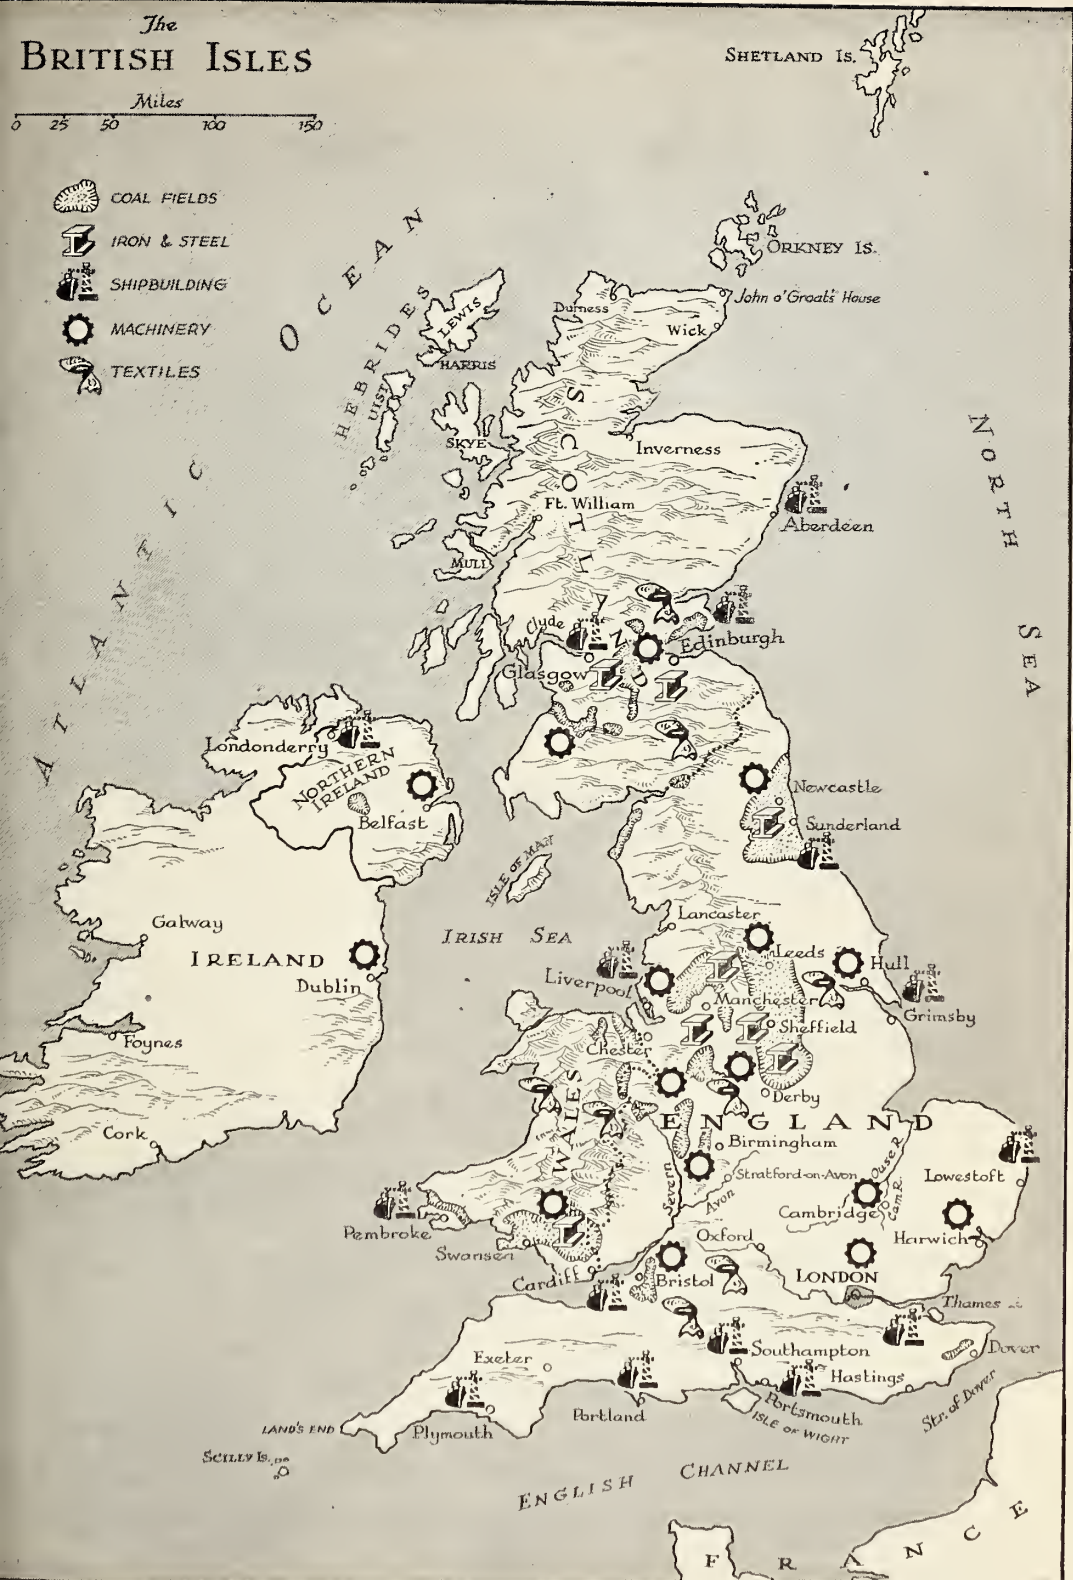 The
BRITISH ISLES
Miles
0 25 50 100 150
COAL FIELDS
IRON & STEEL
SHIPBUILDING
MACHINERY
TEXTILES
SHETLAND IS.
ORKNEY IS.
ATLANTIC OCEAN
HEBRIDES
LEWIS
HARRIS
UIST
SKYE
MULL
Durness
John o'Groat's House
Wick
SCOTLAND
Inverness
Ft. William
Aberdeen
NORTH SEA
Clyde
Edinburgh
Glasgow
Londonderry
NORTHERN
IRELAND
Belfast
Newcastle
Sunderland
ISLE OF MAN
IRISH SEA
Galway
IRELAND
Dublin
Foynes
Cork
Lancaster
Leeds
Hull
Liverpool
Manchester
Grimsby
Sheffield
Chester
Derby
WALES
ENGLAND
Birmingham
Stratford-on-Avon
Ouse R.
Lowestoft
Severn
Avon
Cambridge
Cam R.
Pembroke
Swansea
Oxford
Harwich
Cardiff
Bristol
LONDON
Thames
Southampton
Dover
Exeter
Hastings
Portland
Portsmouth
ISLE OF WIGHT
Str. of Dover
LAND'S END
Plymouth
SCILLY IS.
ENGLISH CHANNEL
FRANCE